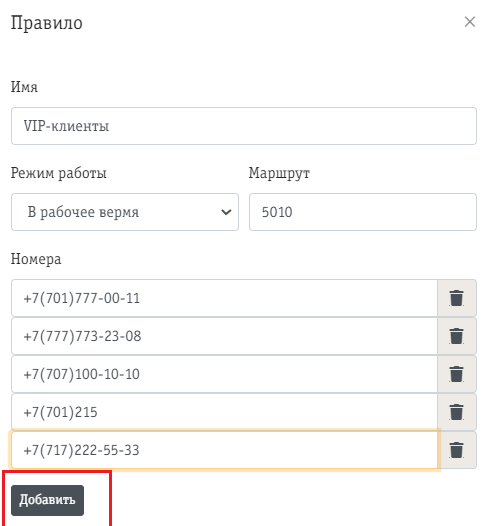 Правило
Имя
VIP-клиенты
Режим работы Маршрут
В рабочее вермя 5010
Номера
+7(701)777-00-11
+7(777)773-23-08
+7(707)100-10-10
+7(701)215
+7(717)222-55-33
Добавить